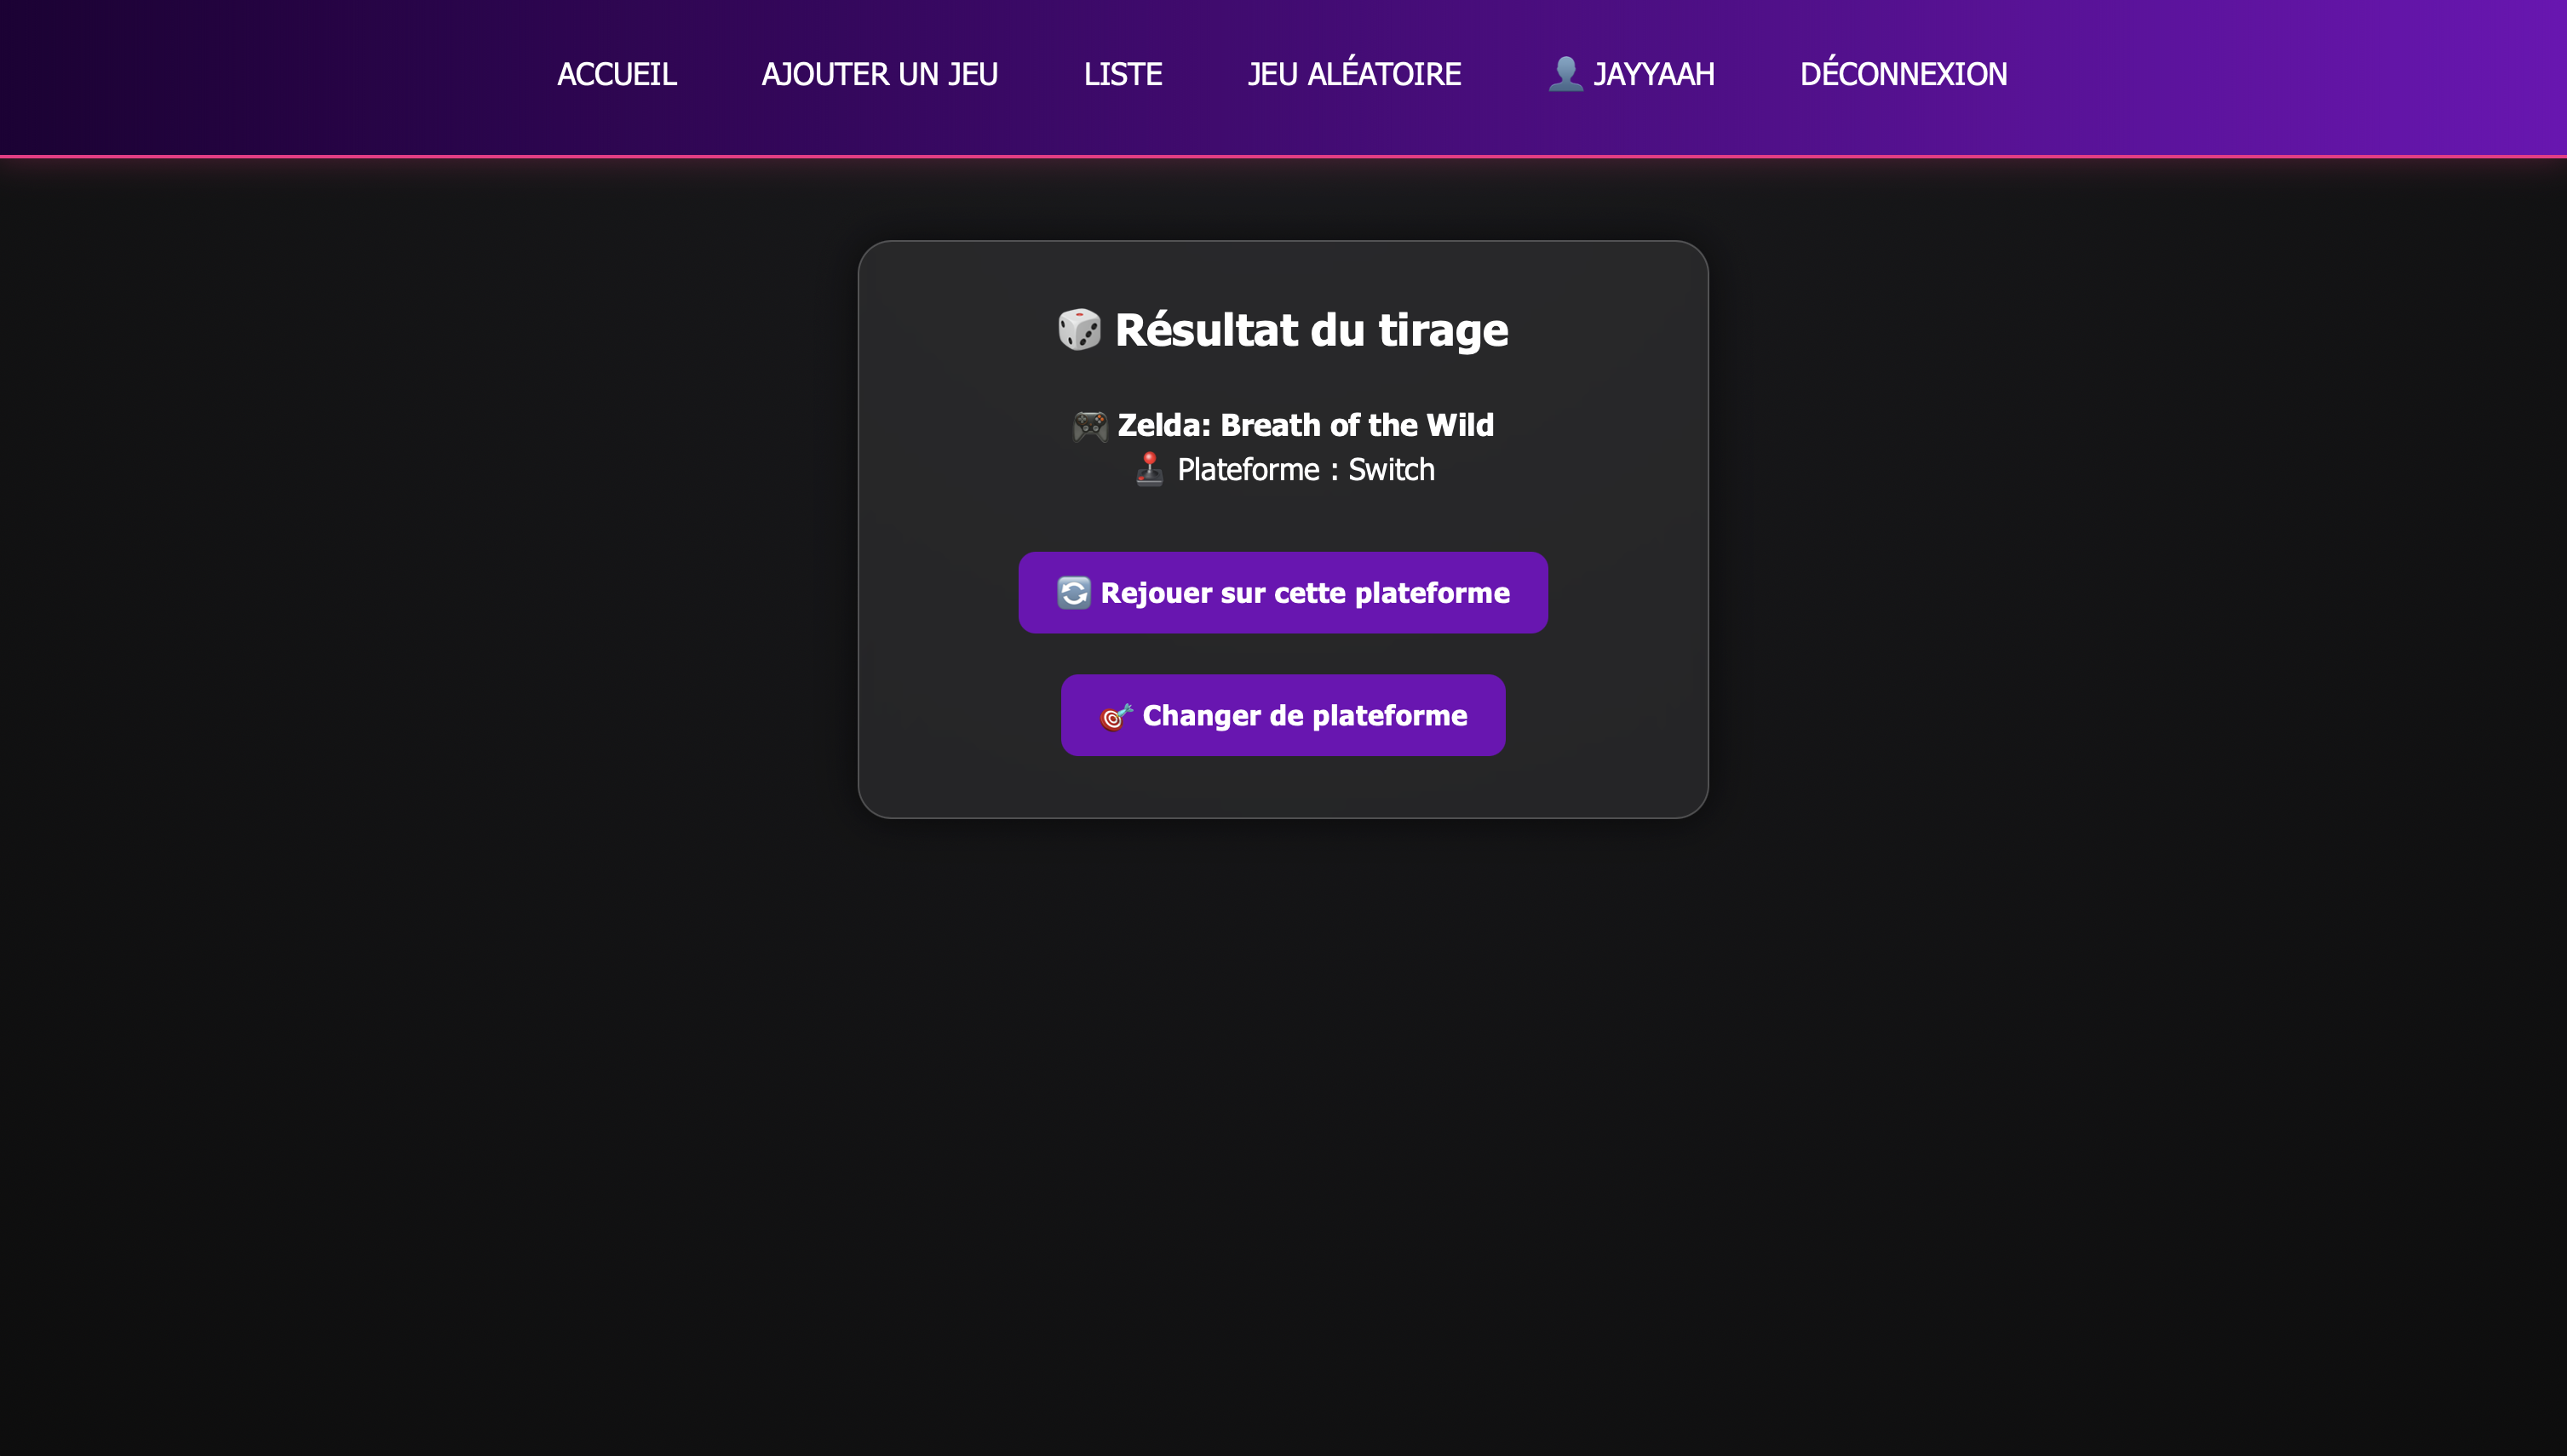 ACCUEIL AJOUTER UN JEU LISTE JEU ALÉATOIRE 👤 JAYYAAH DÉCONNEXION
🎲 Résultat du tirage
🎮 Zelda: Breath of the Wild
🕹️ Plateforme : Switch
🔄 Rejouer sur cette plateforme
🎯 Changer de plateforme